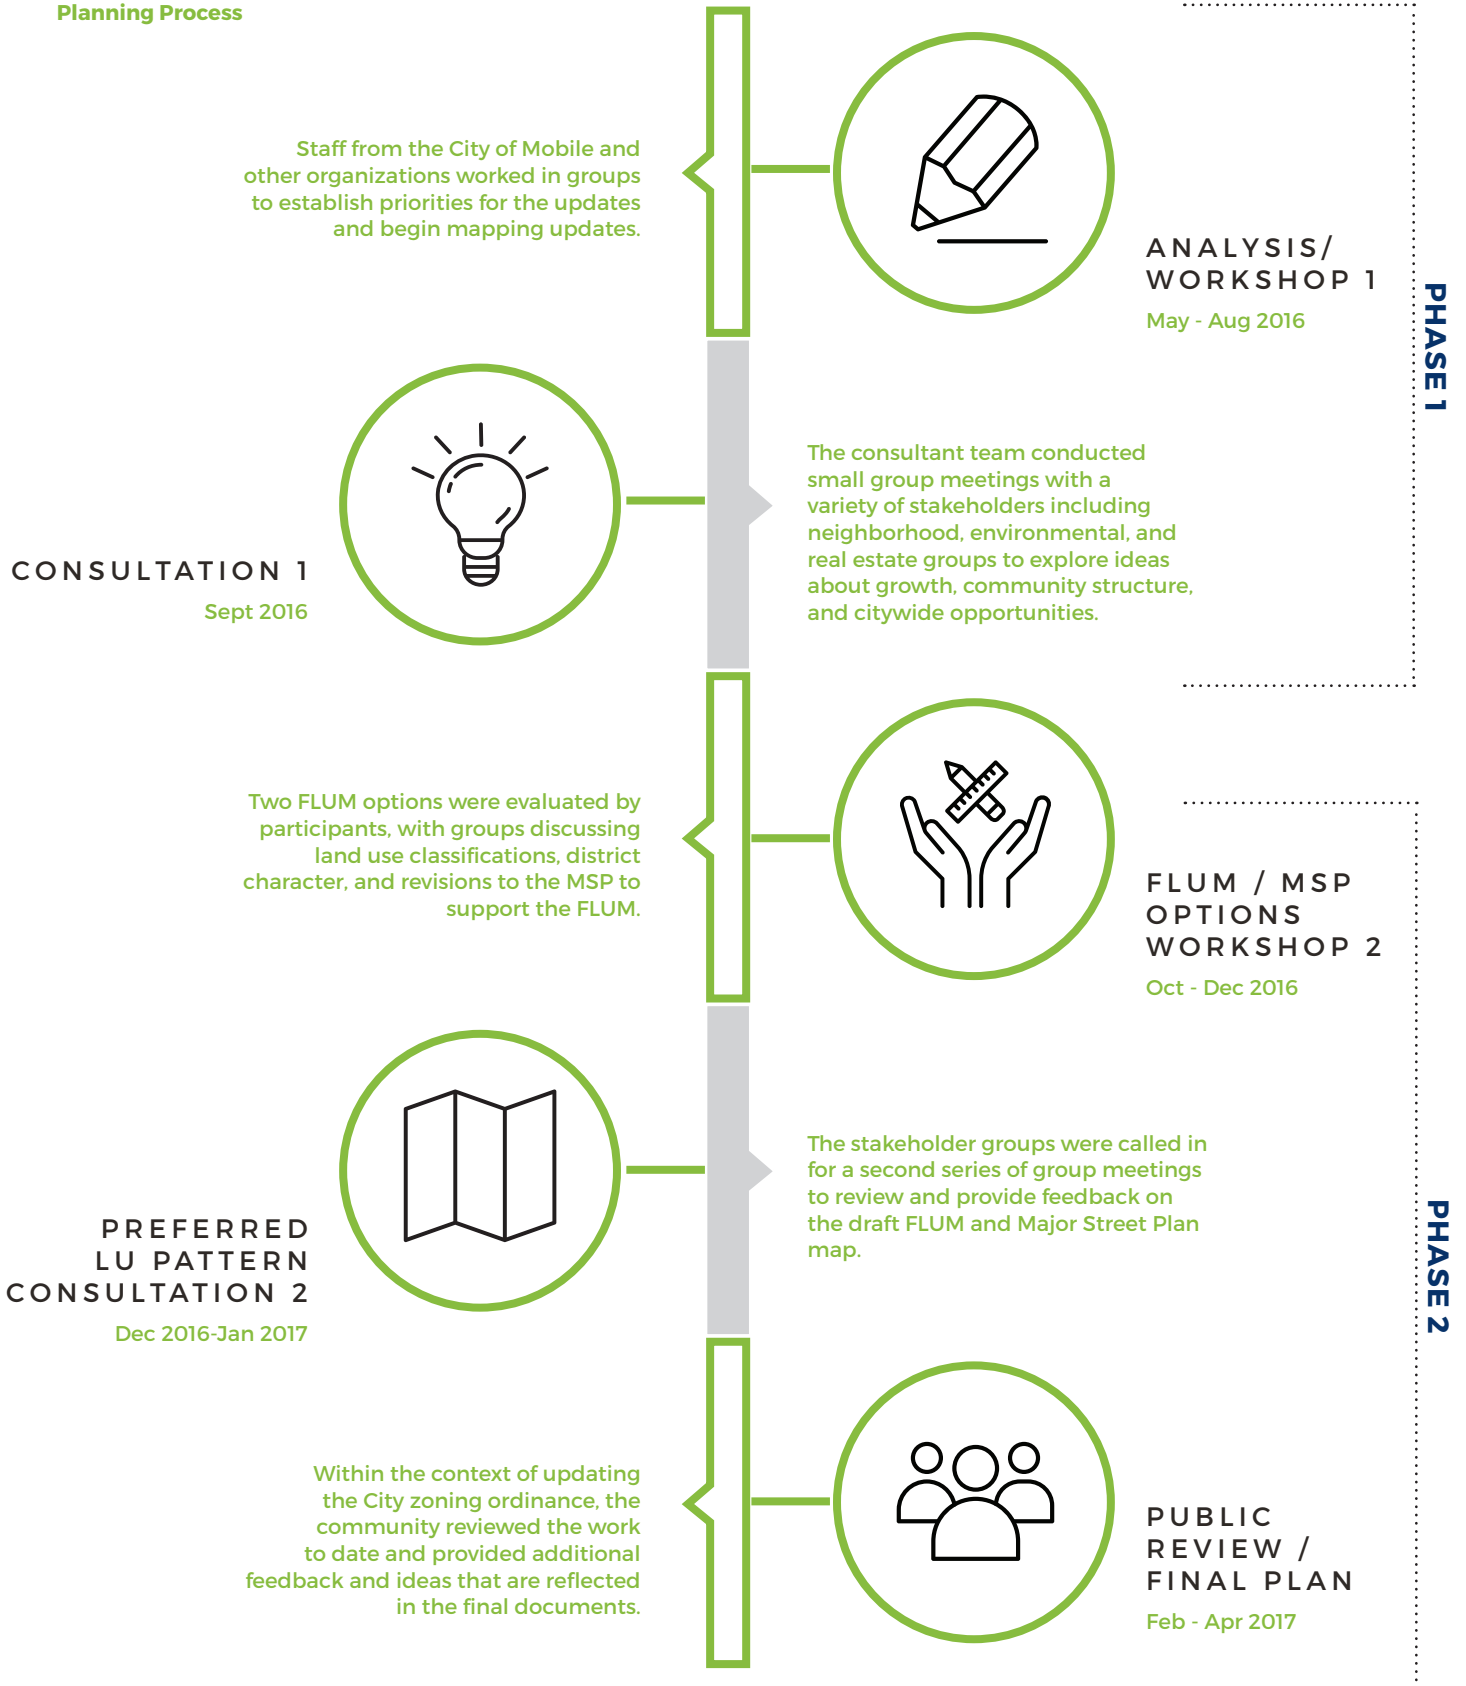 Planning Process
Staff from the City of Mobile and
other organizations worked in groups
to establish priorities for the updates
and begin mapping updates.
ANALYSIS/
WORKSHOP 1
May - Aug 2016
PHASE 1
CONSULTATION 1
Sept 2016
The consultant team conducted
small group meetings with a
variety of stakeholders including
neighborhood, environmental, and
real estate groups to explore ideas
about growth, community structure,
and citywide opportunities.
Two FLUM options were evaluated by
participants, with groups discussing
land use classifications, district
character, and revisions to the MSP to
support the FLUM.
FLUM / MSP
OPTIONS
WORKSHOP 2
Oct - Dec 2016
PREFERRED
LU PATTERN
CONSULTATION 2
Dec 2016-Jan 2017
The stakeholder groups were called in
for a second series of group meetings
to review and provide feedback on
the draft FLUM and Major Street Plan
map.
PHASE 2
Within the context of updating
the City zoning ordinance, the
community reviewed the work
to date and provided additional
feedback and ideas that are reflected
in the final documents.
PUBLIC
REVIEW /
FINAL PLAN
Feb - Apr 2017